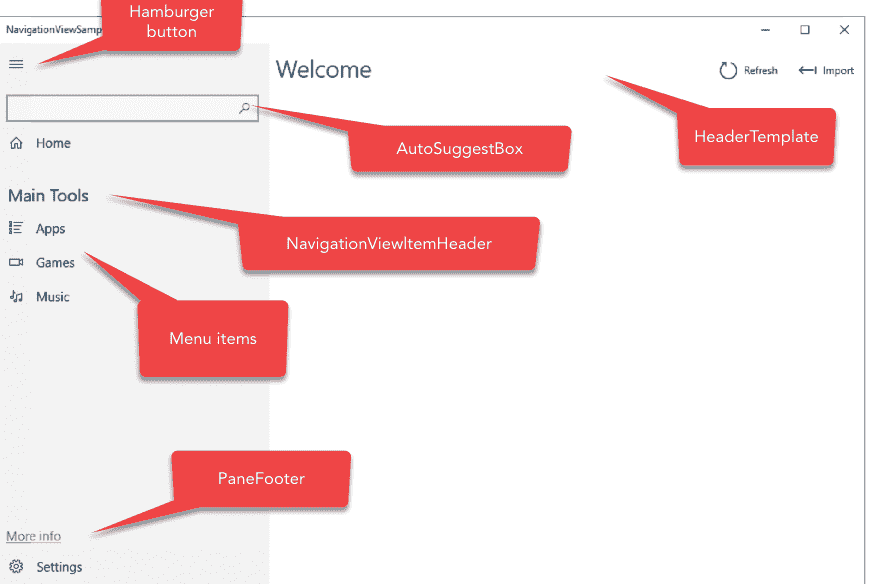 Hamburger
button
NavigationViewSamp
Welcome
Refresh
Import
HeaderTemplate
AutoSuggestBox
Home
Main Tools
NavigationViewItemHeader
Apps
Games
Music
Menu items
PaneFooter
More info
Settings